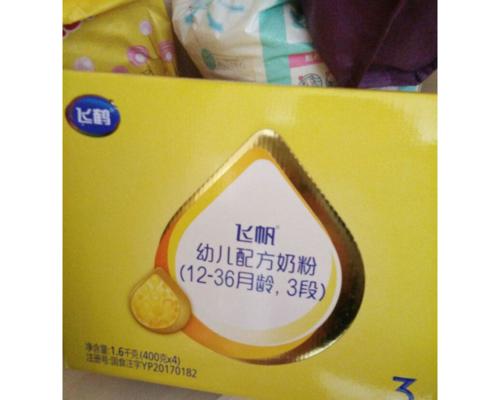 飞鹤
飞帆
幼儿配方奶粉
(12-36月龄, 3段)
净含量:1.6千克(400克x4)
注册号:国食注字YP20170182
3